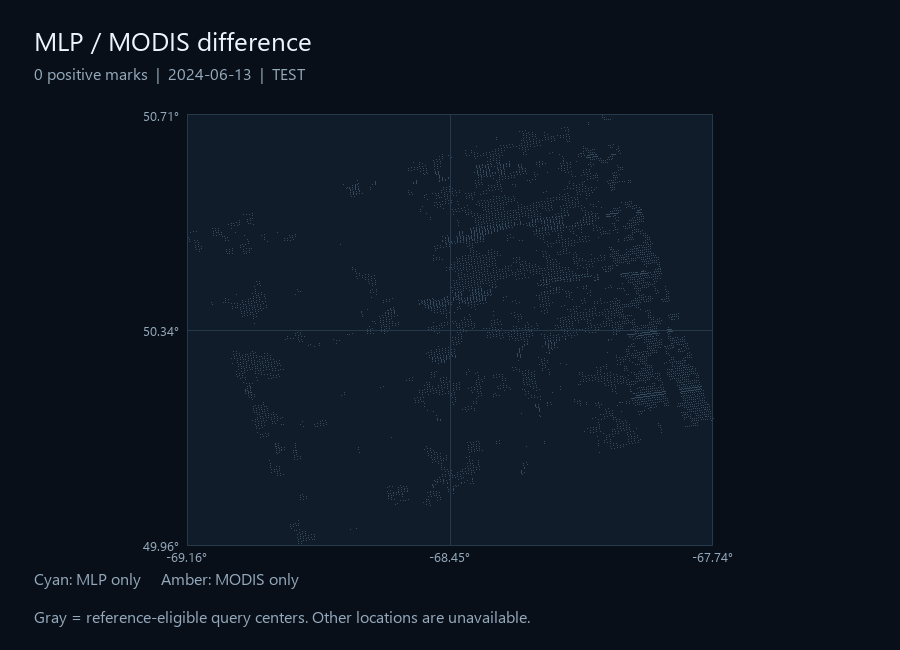 MLP / MODIS difference
0 positive marks | 2024-06-13 | TEST
50.71°
50.34°
49.96°
-69.16° -68.45° -67.74°
Cyan: MLP only Amber: MODIS only
Gray = reference-eligible query centers. Other locations are unavailable.